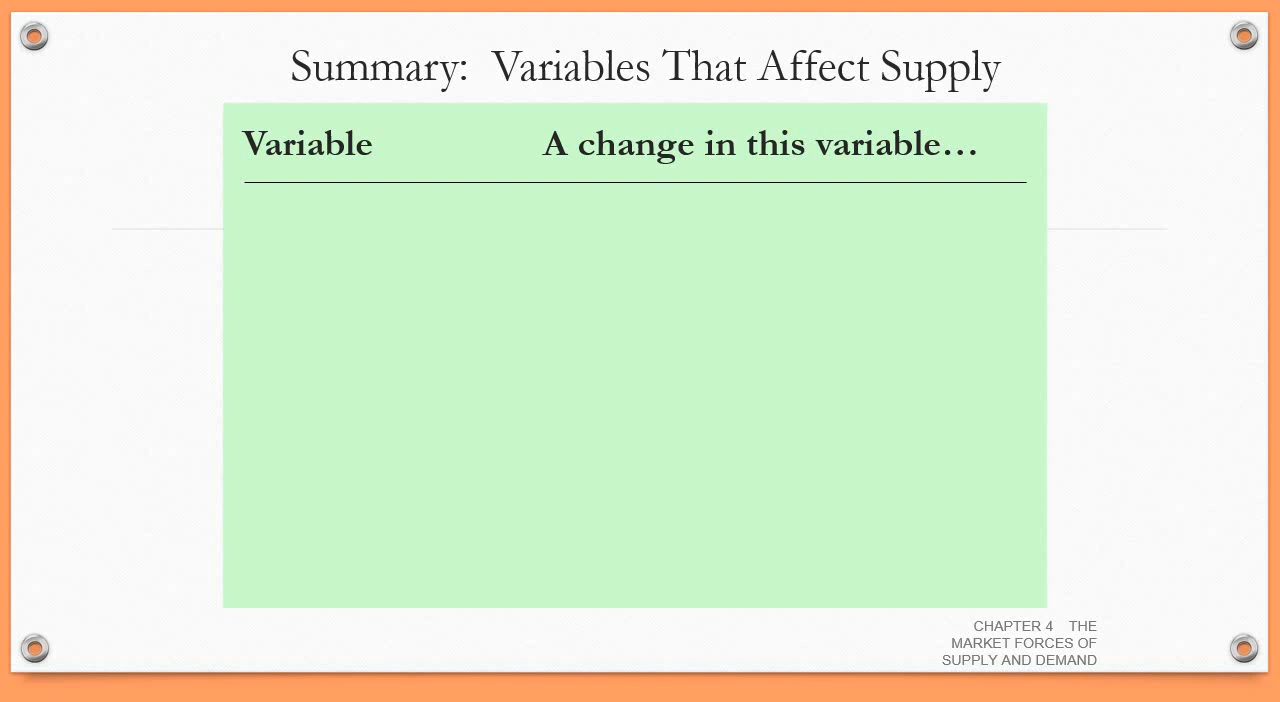 Summary:  Variables That Affect Supply
Variable A change in this variable…
CHAPTER 4 THE
MARKET FORCES OF
SUPPLY AND DEMAND